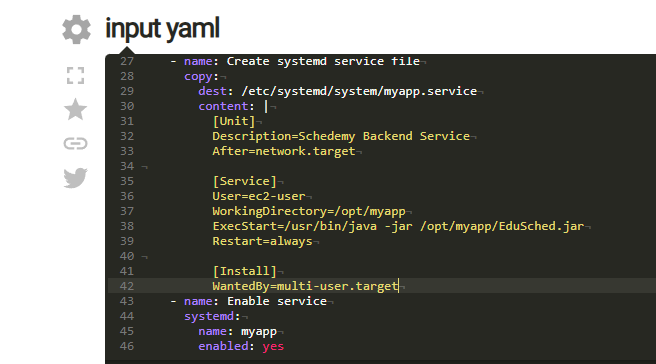 input yaml
27 - name: Create systemd service file
28 copy:
29 dest: /etc/systemd/system/myapp.service
30 content: |
31 [Unit]
32 Description=Schedemy Backend Service
33 After=network.target
34
35 [Service]
36 User=ec2-user
37 WorkingDirectory=/opt/myapp
38 ExecStart=/usr/bin/java -jar /opt/myapp/EduSched.jar
39 Restart=always
40
41 [Install]
42 WantedBy=multi-user.target
43 - name: Enable service
44 systemd:
45 name: myapp
46 enabled: yes